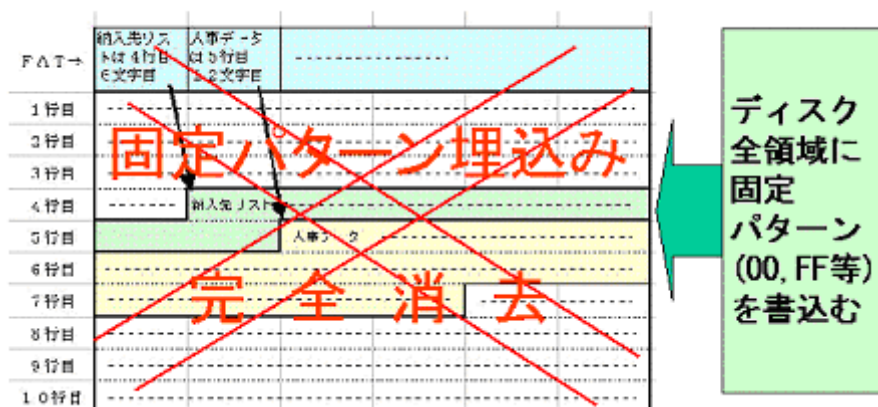 納入先リス
トは4行目
6文字目
人事データ
は5行目
12文字目
FAT→
1行目
2行目
3行目
4行目
5行目
6行目
7行目
8行目
9行目
10行目
固定パターン埋込み
納入先リスト
人事データ
完全消去
ディスク
全領域に
固定
パターン
(00,FF等)
を書込む